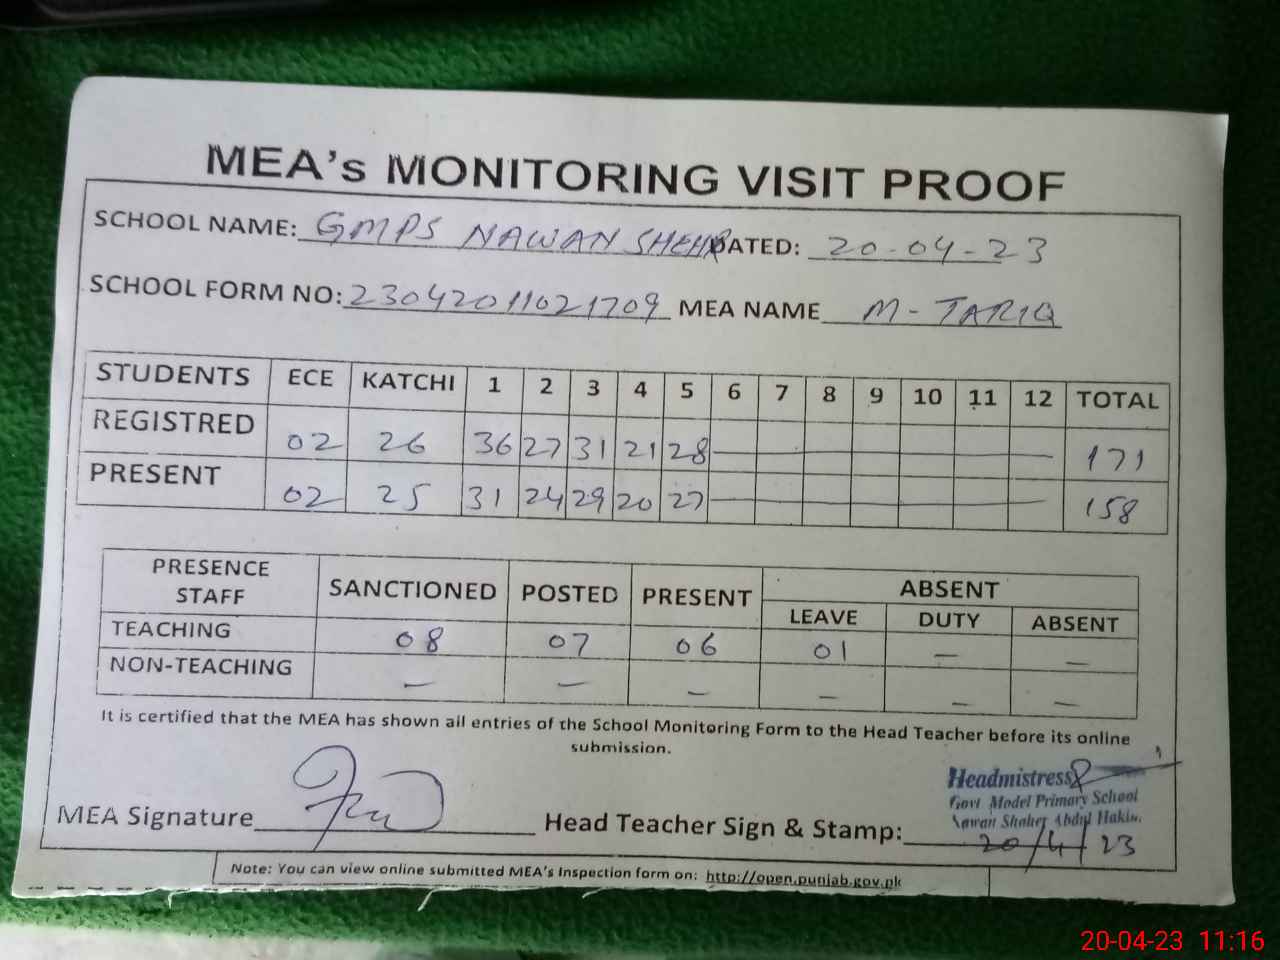 MEA's MONITORING VISIT PROOF
SCHOOL NAME: GMPS NAWAN SHEHR DATED: 20-04-23
SCHOOL FORM NO: 23042011021709 MEA NAME M-TARIQ
STUDENTS ECE KATCHI 1 2 3 4 5 6 7 8 9 10 11 12 TOTAL
REGISTRED 02 26 36 27 31 21 28 171
PRESENT 02 25 31 24 29 20 27 158
PRESENCE STAFF SANCTIONED POSTED PRESENT ABSENT
LEAVE DUTY ABSENT
TEACHING 08 07 06 01 — —
NON-TEACHING — — — — — —
It is certified that the MEA has shown all entries of the School Monitoring Form to the Head Teacher before its online
submission.
Headmistress
Govt Model Primary School
Nawan Shaher Abdul Hakim.
MEA Signature Head Teacher Sign & Stamp:
20/4/23
Note: You can view online submitted MEA's Inspection form on: http://open.punjab.gov.pk
20-04-23 11:16